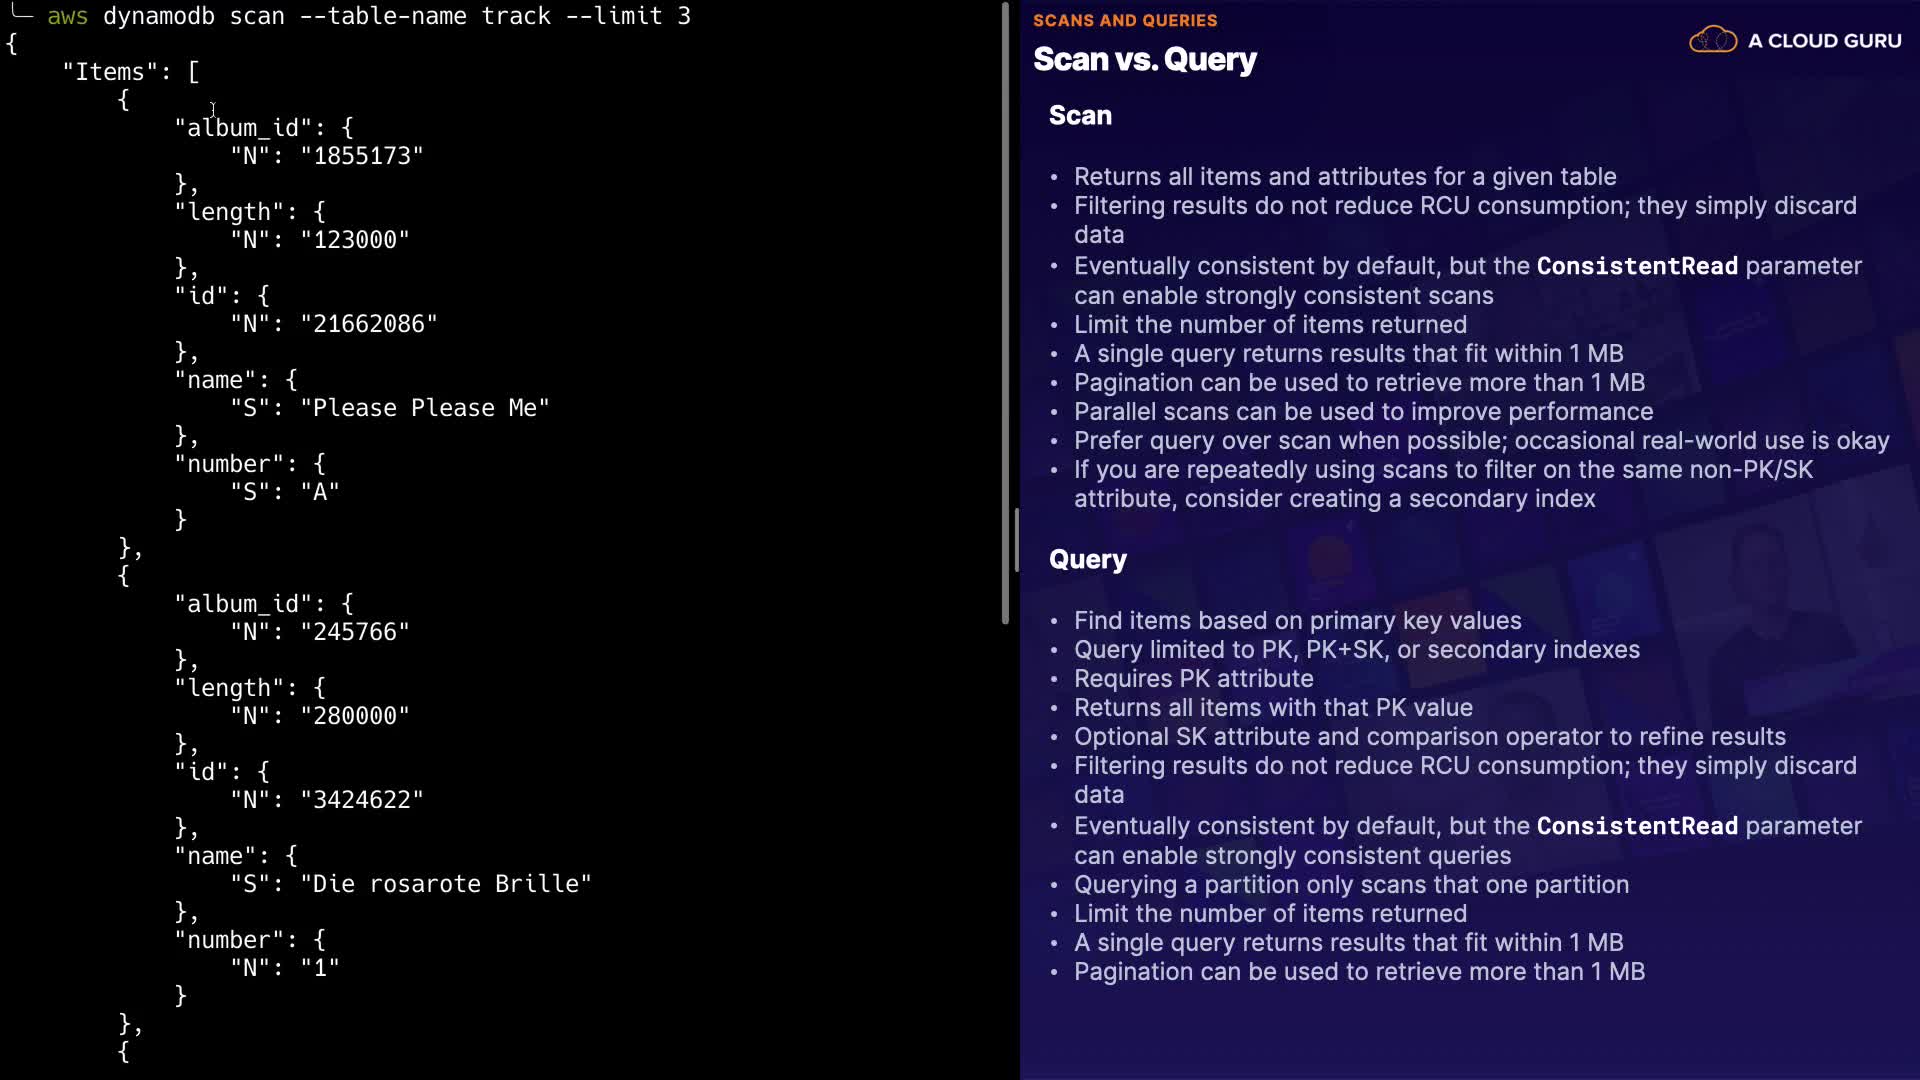 ╰─ aws dynamodb scan --table-name track --limit 3
{
    "Items": [
        {
            "album_id": {
                "N": "1855173"
            },
            "length": {
                "N": "123000"
            },
            "id": {
                "N": "21662086"
            },
            "name": {
                "S": "Please Please Me"
            },
            "number": {
                "S": "A"
            }
        },
        {
            "album_id": {
                "N": "245766"
            },
            "length": {
                "N": "280000"
            },
            "id": {
                "N": "3424622"
            },
            "name": {
                "S": "Die rosarote Brille"
            },
            "number": {
                "N": "1"
            }
        },
        {
SCANS AND QUERIES
A CLOUD GURU
Scan vs. Query
Scan
• Returns all items and attributes for a given table
• Filtering results do not reduce RCU consumption; they simply discard
data
• Eventually consistent by default, but the ConsistentRead parameter
can enable strongly consistent scans
• Limit the number of items returned
• A single query returns results that fit within 1 MB
• Pagination can be used to retrieve more than 1 MB
• Parallel scans can be used to improve performance
• Prefer query over scan when possible; occasional real-world use is okay
• If you are repeatedly using scans to filter on the same non-PK/SK
attribute, consider creating a secondary index
Query
• Find items based on primary key values
• Query limited to PK, PK+SK, or secondary indexes
• Requires PK attribute
• Returns all items with that PK value
• Optional SK attribute and comparison operator to refine results
• Filtering results do not reduce RCU consumption; they simply discard
data
• Eventually consistent by default, but the ConsistentRead parameter
can enable strongly consistent queries
• Querying a partition only scans that one partition
• Limit the number of items returned
• A single query returns results that fit within 1 MB
• Pagination can be used to retrieve more than 1 MB